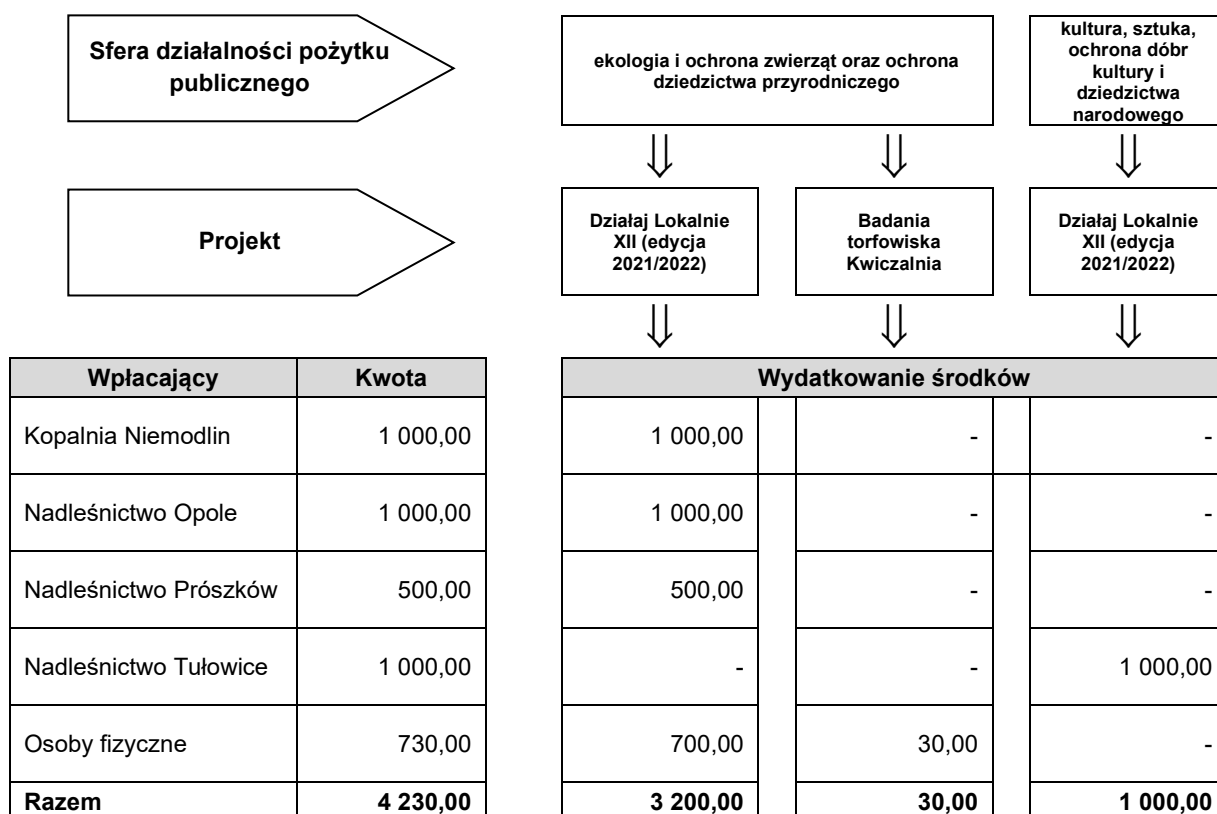 Sfera działalności pożytku
publicznego
ekologia i ochrona zwierząt oraz ochrona
dziedzictwa przyrodniczego
kultura, sztuka,
ochrona dóbr
kultury i
dziedzictwa
narodowego
Projekt
Działaj Lokalnie
XII (edycja
2021/2022)
Badania
torfowiska
Kwiczalnia
Działaj Lokalnie
XII (edycja
2021/2022)
Wpłacający Kwota Wydatkowanie środków
Kopalnia Niemodlin 1 000,00 1 000,00 - -
Nadleśnictwo Opole 1 000,00 1 000,00 - -
Nadleśnictwo Prószków 500,00 500,00 - -
Nadleśnictwo Tułowice 1 000,00 - - 1 000,00
Osoby fizyczne 730,00 700,00 30,00 -
Razem 4 230,00 3 200,00 30,00 1 000,00